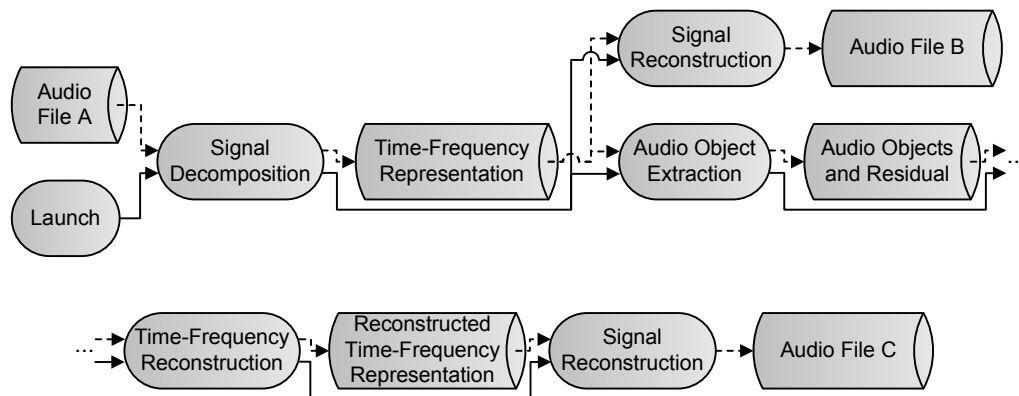 Audio
File A
Launch
Signal
Decomposition
Time-Frequency
Representation
Signal
Reconstruction
Audio File B
Audio Object
Extraction
Audio Objects
and Residual
...
...
Time-Frequency
Reconstruction
Reconstructed
Time-Frequency
Representation
Signal
Reconstruction
Audio File C